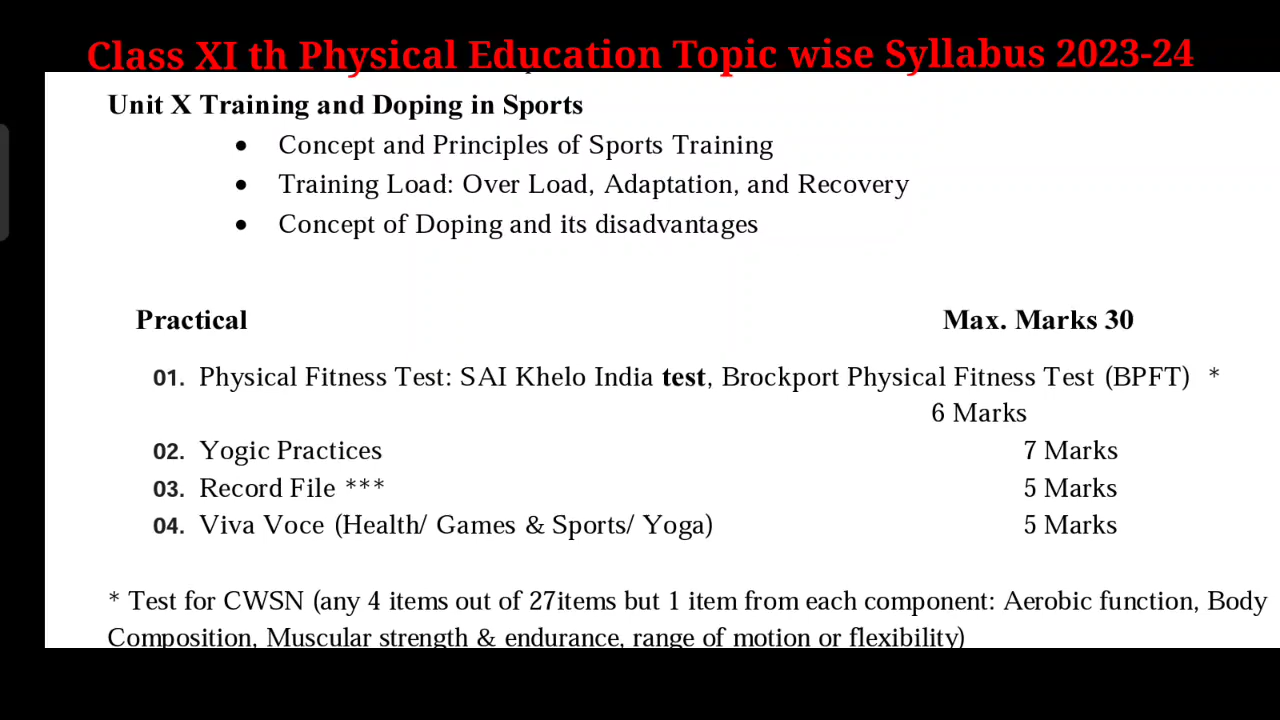 Class XI th Physical Education Topic wise Syllabus 2023-24
Unit X Training and Doping in Sports
• Concept and Principles of Sports Training
• Training Load: Over Load, Adaptation, and Recovery
• Concept of Doping and its disadvantages
Practical Max. Marks 30
01. Physical Fitness Test: SAI Khelo India test, Brockport Physical Fitness Test (BPFT) *
6 Marks
02. Yogic Practices 7 Marks
03. Record File *** 5 Marks
04. Viva Voce (Health/ Games & Sports/ Yoga) 5 Marks
* Test for CWSN (any 4 items out of 27items but 1 item from each component: Aerobic function, Body
Composition, Muscular strength & endurance, range of motion or flexibility)